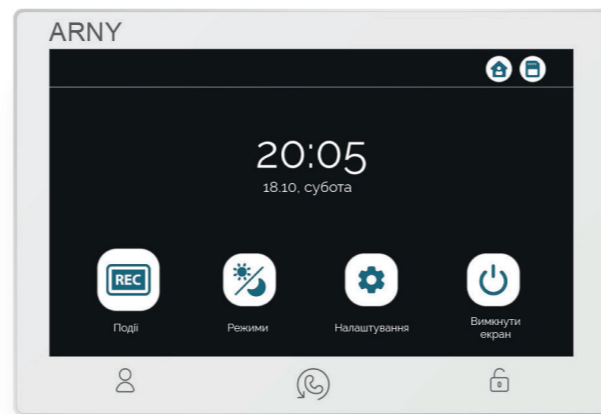 ARNY
20:05
18.10, субота
REC
Події
Режими
Налаштування
Вимкнути
екран